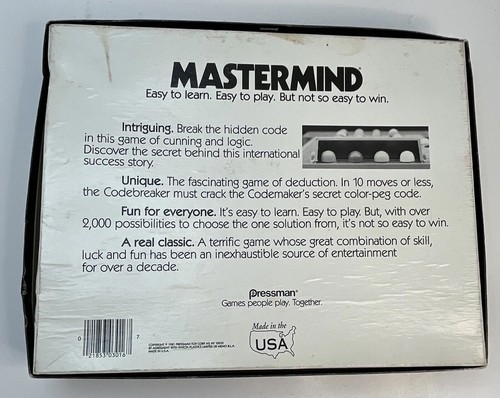 MASTERMIND®
Easy to learn. Easy to play. But not so easy to win.
Intriguing. Break the hidden code
in this game of cunning and logic.
Discover the secret behind this international
success story.
Unique. The fascinating game of deduction. In 10 moves or less,
the Codebreaker must crack the Codemaker's secret color-peg code.
Fun for everyone. It's easy to learn. Easy to play. But, with over
2,000 possibilities to choose the one solution from, it's not so easy to win.
A real classic. A terrific game whose great combination of skill,
luck and fun has been an inexhaustible source of entertainment
for over a decade.
Pressman®
Games people play. Together.
Made in the
USA
0 21853 03016 7
MADE IN U.S.A.